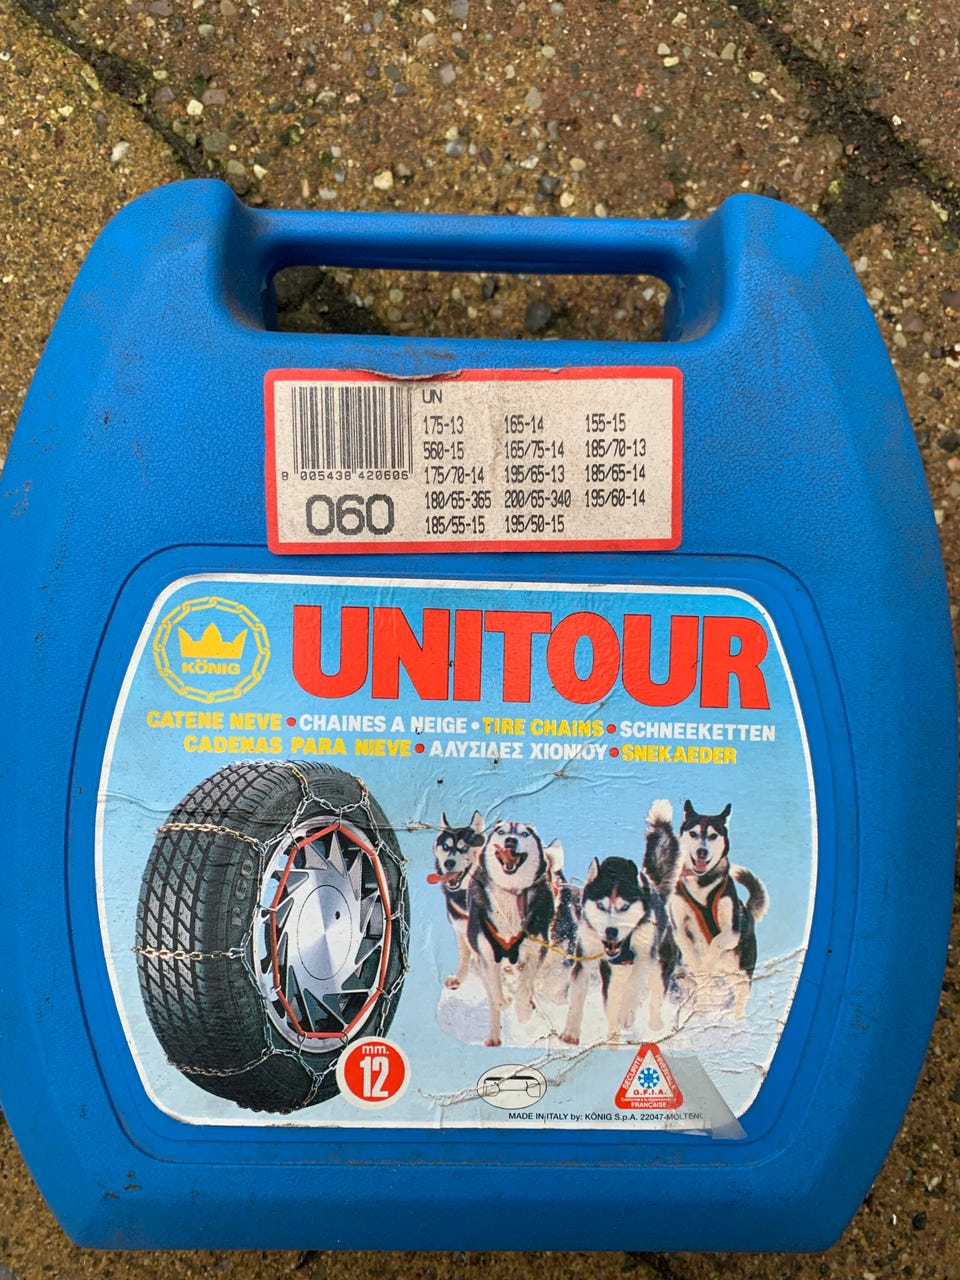 UN
175-13 165-14 155-15
560-15 165/75-14 185/70-13
175/70-14 195/65-13 185/65-14
180/65-365 200/65-340 195/60-14
185/55-15 195/50-15
8 005438 420606
060
UNITOUR
KÖNIG
CATENE NEVE • CHAINES A NEIGE • TIRE CHAINS • SCHNEEKETTEN
CADENAS PARA NIEVE • ΑΛΥΣΙΔΕΣ ΧΙΟΝΙΟΥ • SNEKAEDER
mm.
12
SECURITE
O.F.I.A.
FRANÇAISE
MADE IN ITALY by: KÖNIG S.p.A. 22047-MOLTENO